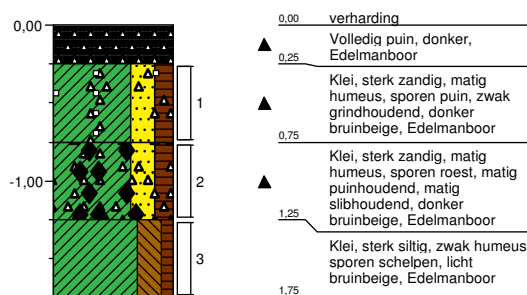 0,00
-1,00
1
2
3
0,00 verharding
Volledig puin, donker,
Edelmanboor
0,25
Klei, sterk zandig, matig
humeus, sporen puin, zwak
grindhoudend, donker
bruinbeige, Edelmanboor
0,75
Klei, sterk zandig, matig
humeus, sporen roest, matig
puinhoudend, matig
slibhoudend, donker
bruinbeige, Edelmanboor
1,25
Klei, sterk siltig, zwak humeus
sporen schelpen, licht
bruinbeige, Edelmanboor
1,75